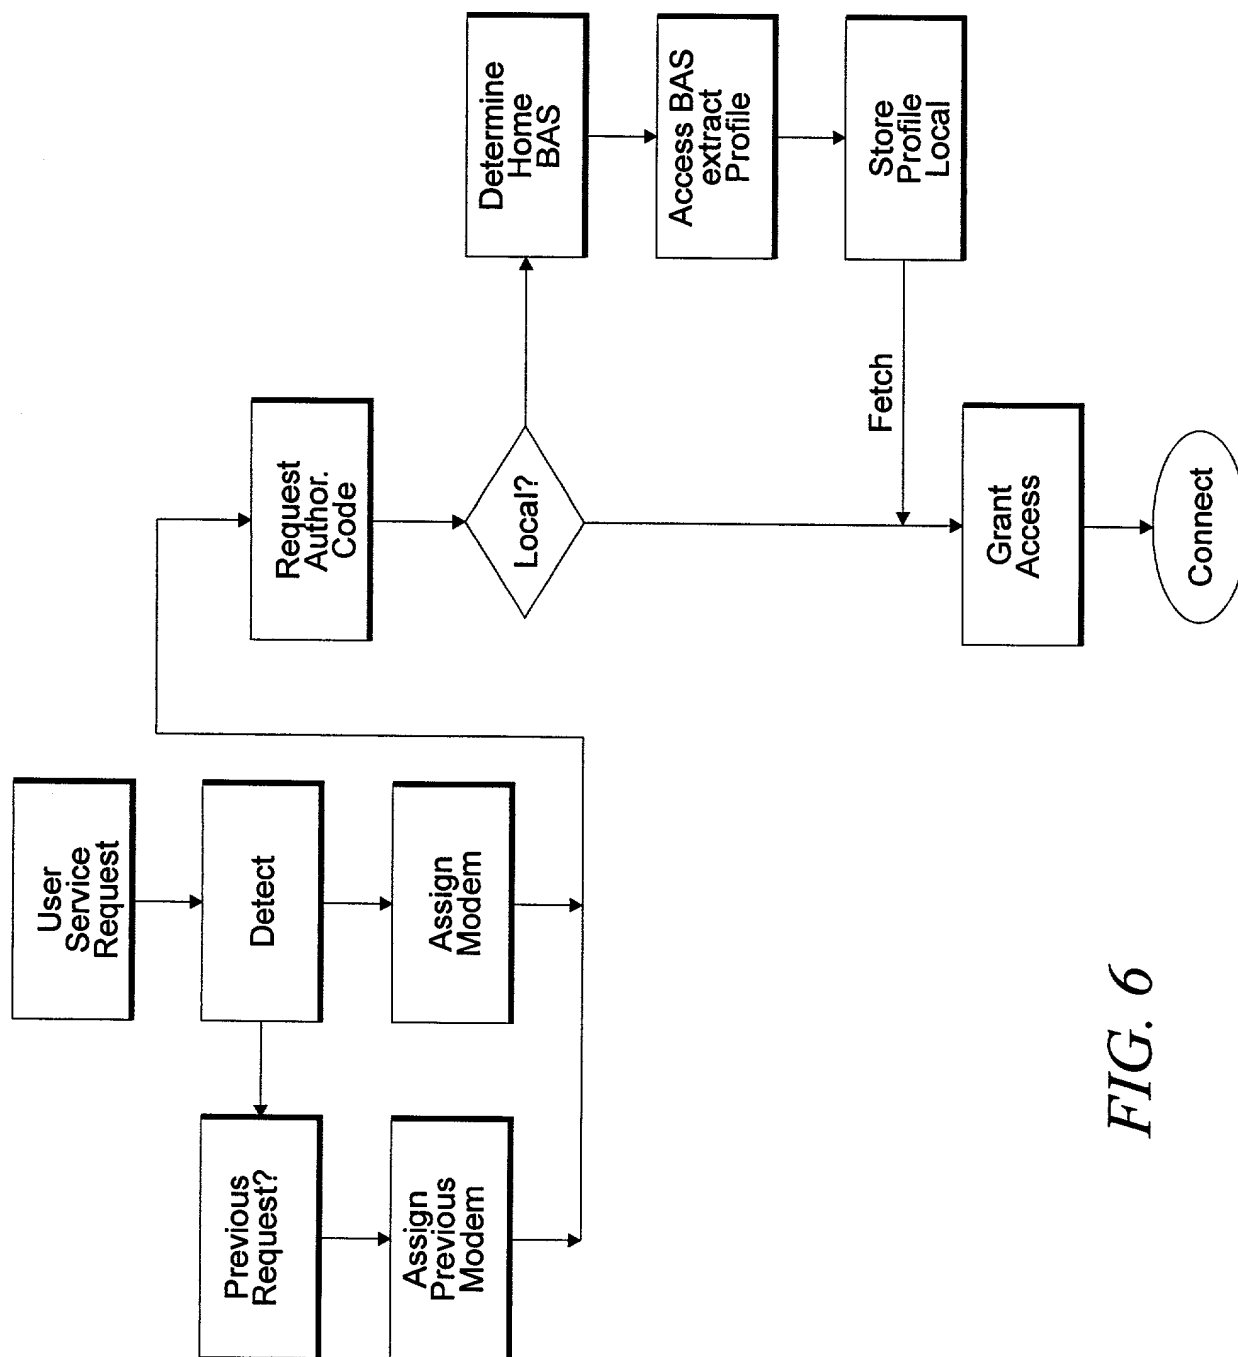 User
Service
Request
Detect
Previous
Request?
Assign
Modem
Assign
Previous
Modem
Request
Author.
Code
Local?
Determine
Home
BAS
Access BAS
extract
Profile
Store
Profile
Local
Fetch
Grant
Access
Connect
FIG. 6